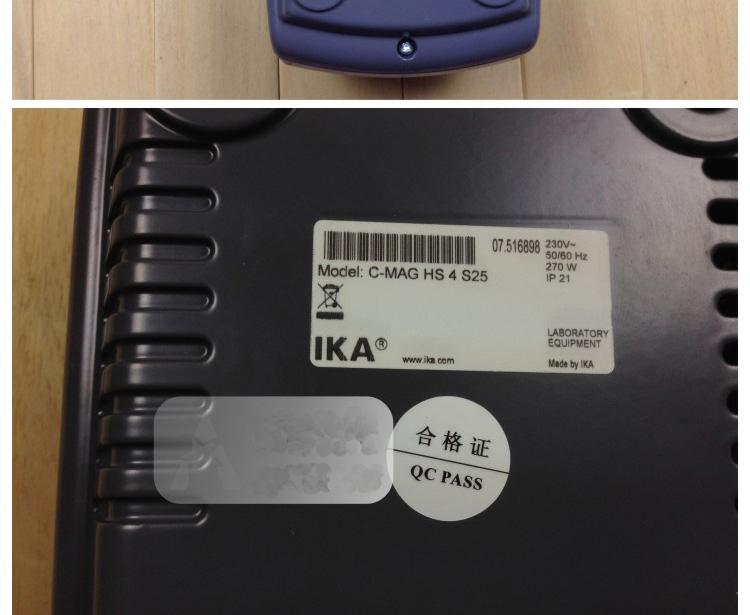 07.516898
230V~
50/60 Hz
270 W
IP 21
Model: C-MAG HS 4 S25
IKA®
www.ika.com
LABORATORY
EQUIPMENT
Made by IKA
合格证
QC PASS